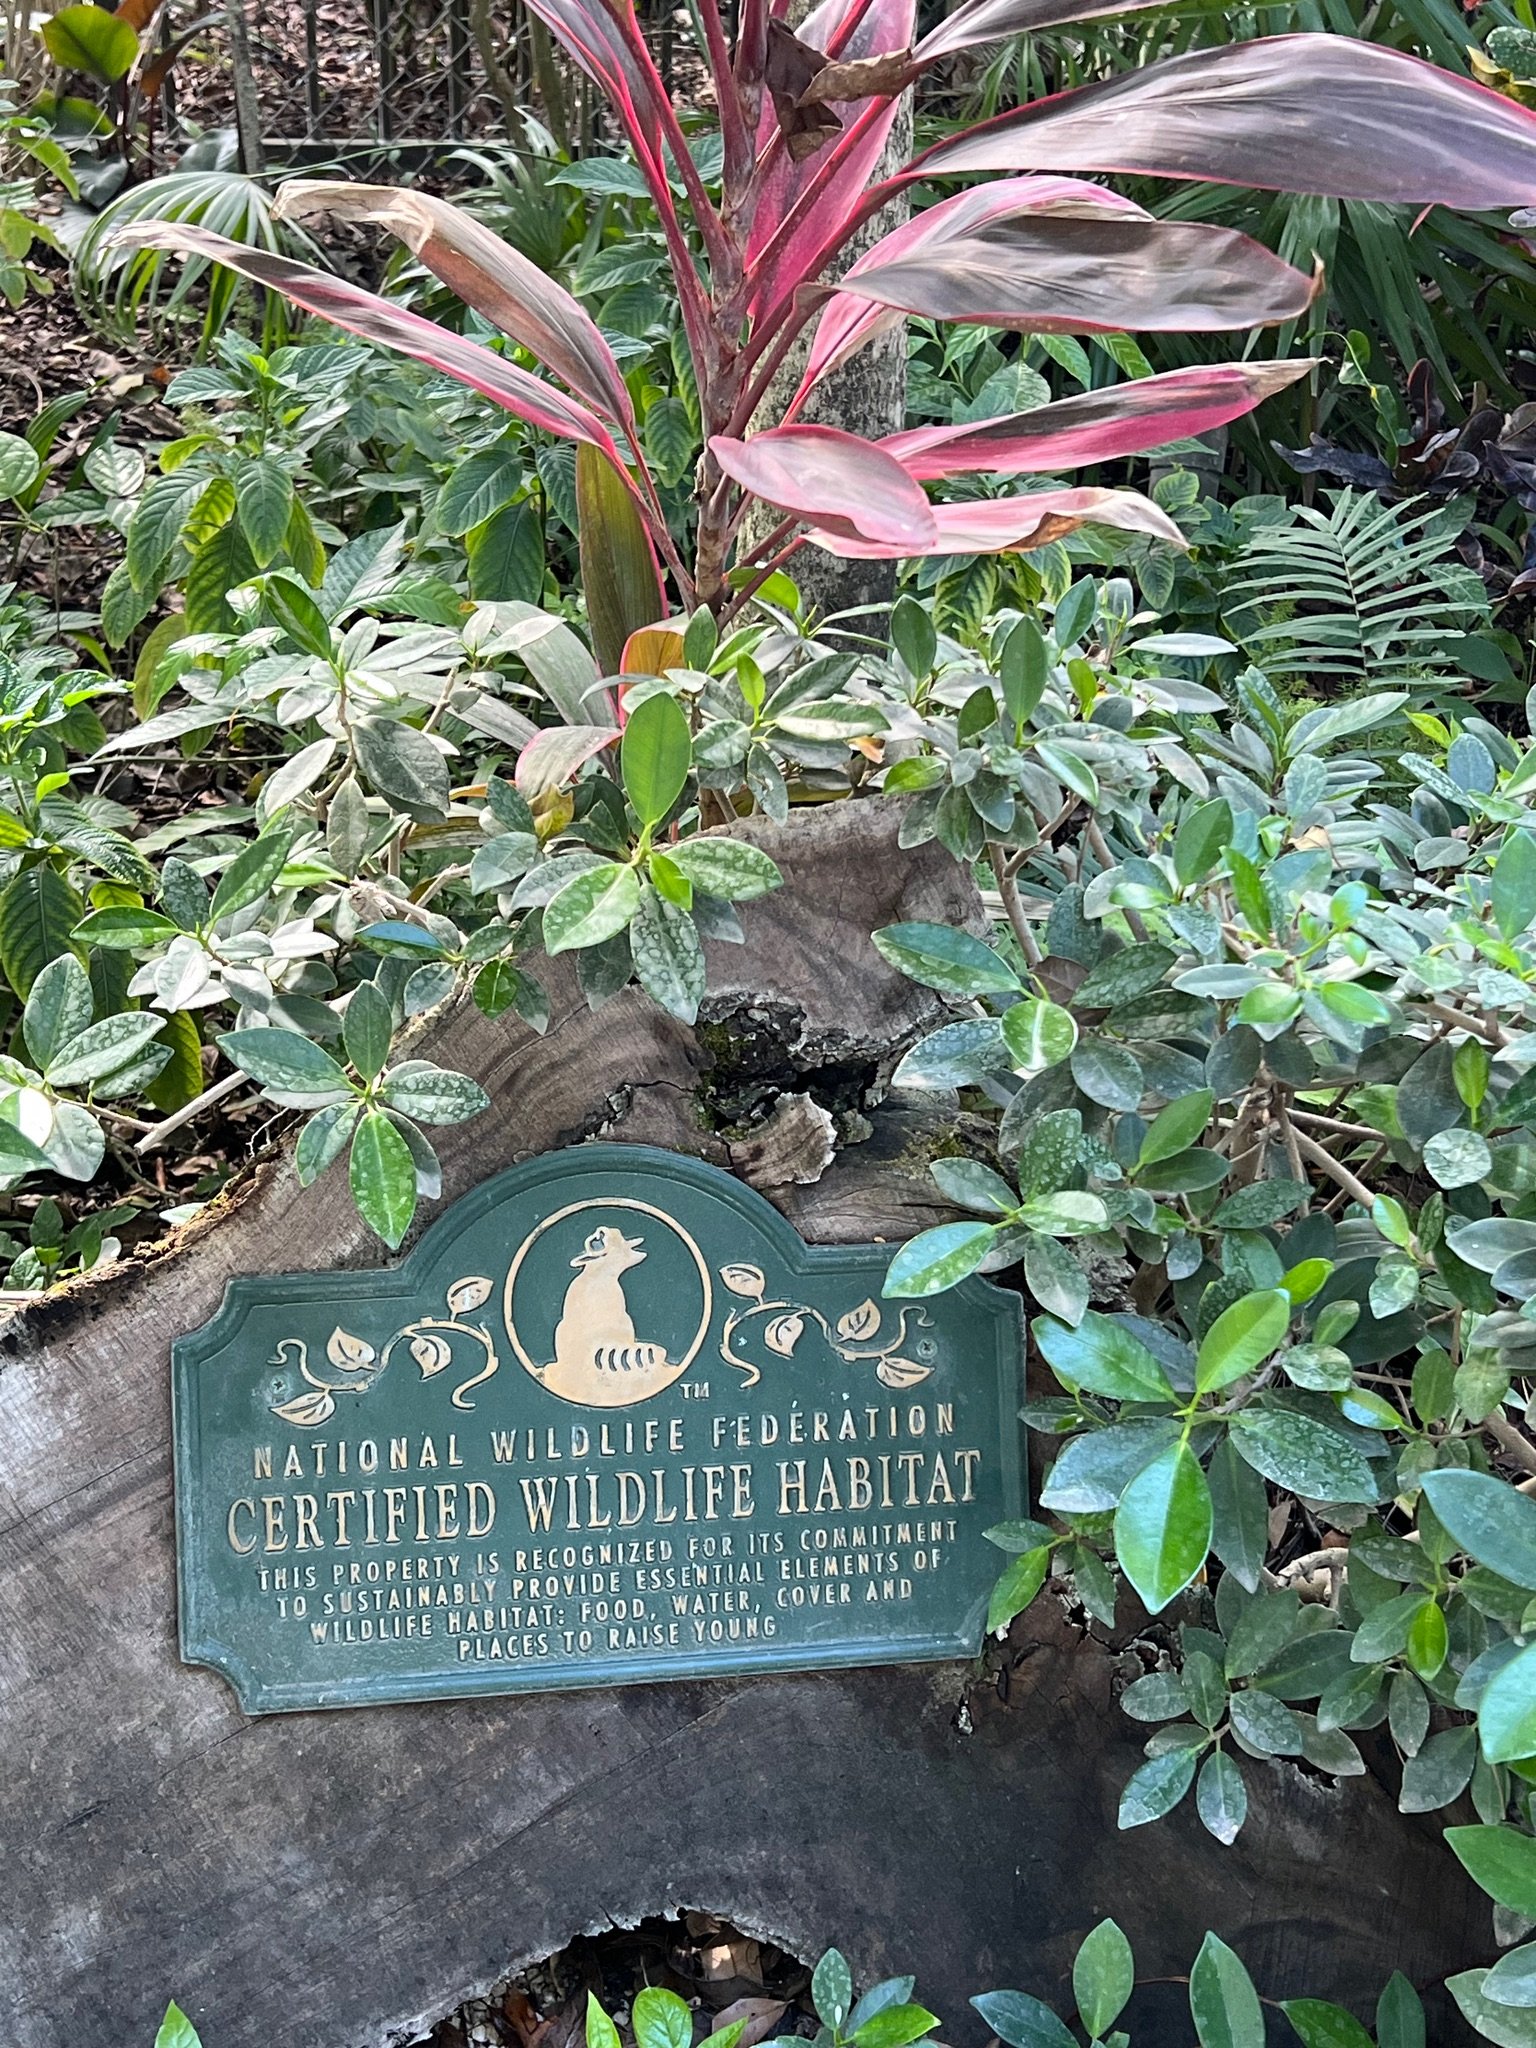 TM
NATIONAL WILDLIFE FEDERATION
CERTIFIED WILDLIFE HABITAT
THIS PROPERTY IS RECOGNIZED FOR ITS COMMITMENT
TO SUSTAINABLY PROVIDE ESSENTIAL ELEMENTS OF
WILDLIFE HABITAT: FOOD, WATER, COVER AND
PLACES TO RAISE YOUNG